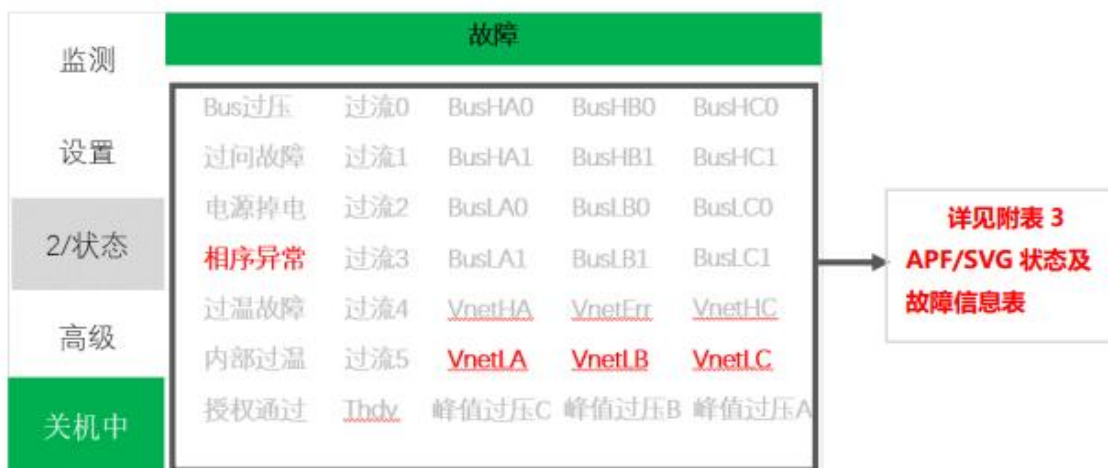 故障
监测
设置
2/状态
高级
关机中
Bus过压 过流0 BusHA0 BusHB0 BusHC0
过问故障 过流1 BusHA1 BusHB1 BusHC1
电源掉电 过流2 BusLA0 BusLB0 BusLC0
相序异常 过流3 BusLA1 BusLB1 BusLC1
过温故障 过流4 VnetHA VnetErr VnetHC
内部过温 过流5 VnetLA VnetLB VnetLC
授权通过 Thdv 峰值过压C 峰值过压B 峰值过压A
详见附表 3
APF/SVG 状态及
故障信息表